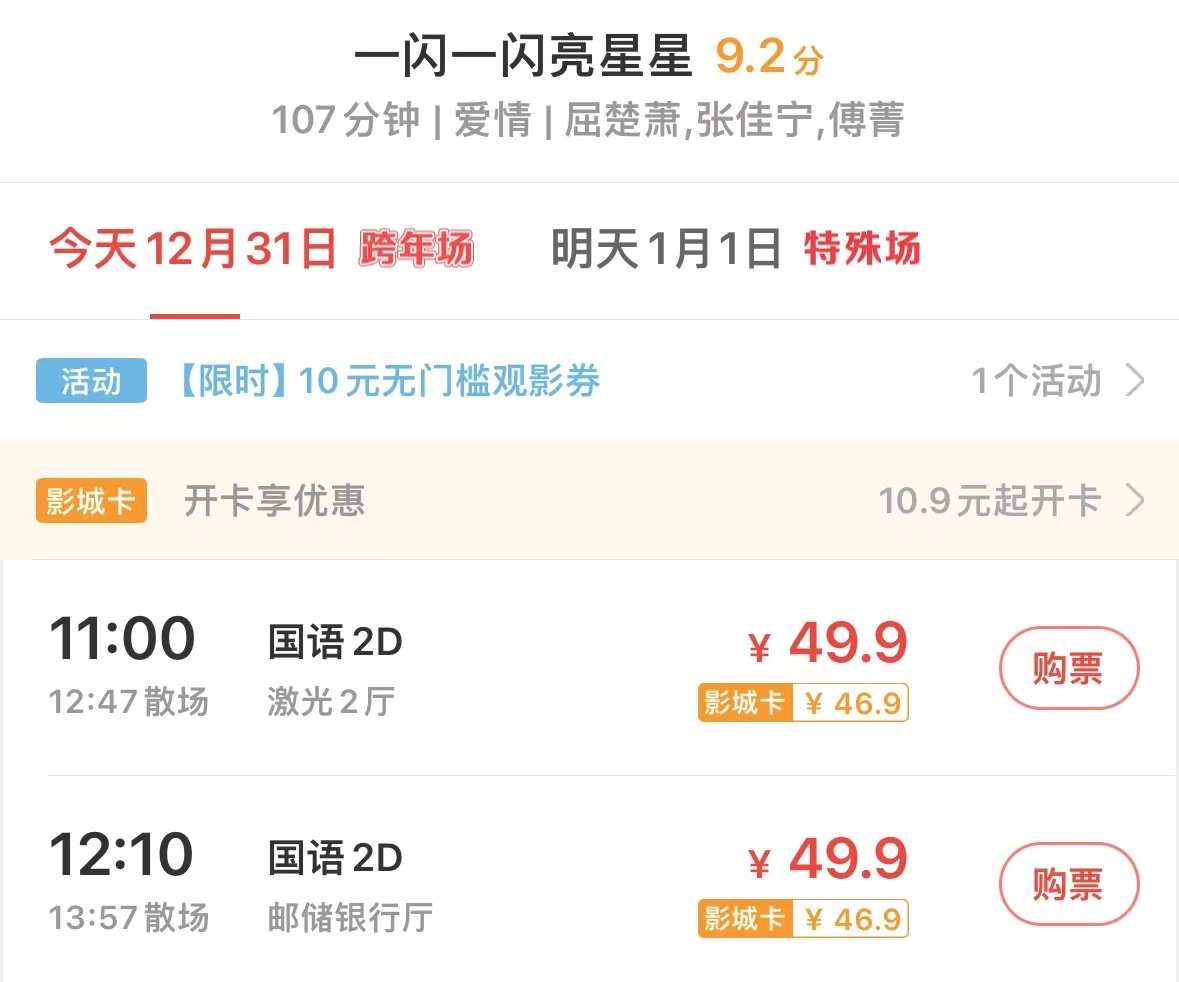 一闪一闪亮星星 9.2分
107分钟 | 爱情 | 屈楚萧,张佳宁,傅菁
今天12月31日 跨年场 明天1月1日 特殊场
活动 【限时】10元无门槛观影券 1个活动
影城卡 开卡享优惠 10.9元起开卡
11:00 国语2D ¥ 49.9 购票
12:47散场 激光2厅 影城卡 ¥ 46.9
12:10 国语2D ¥ 49.9 购票
13:57散场 邮储银行厅 影城卡 ¥ 46.9